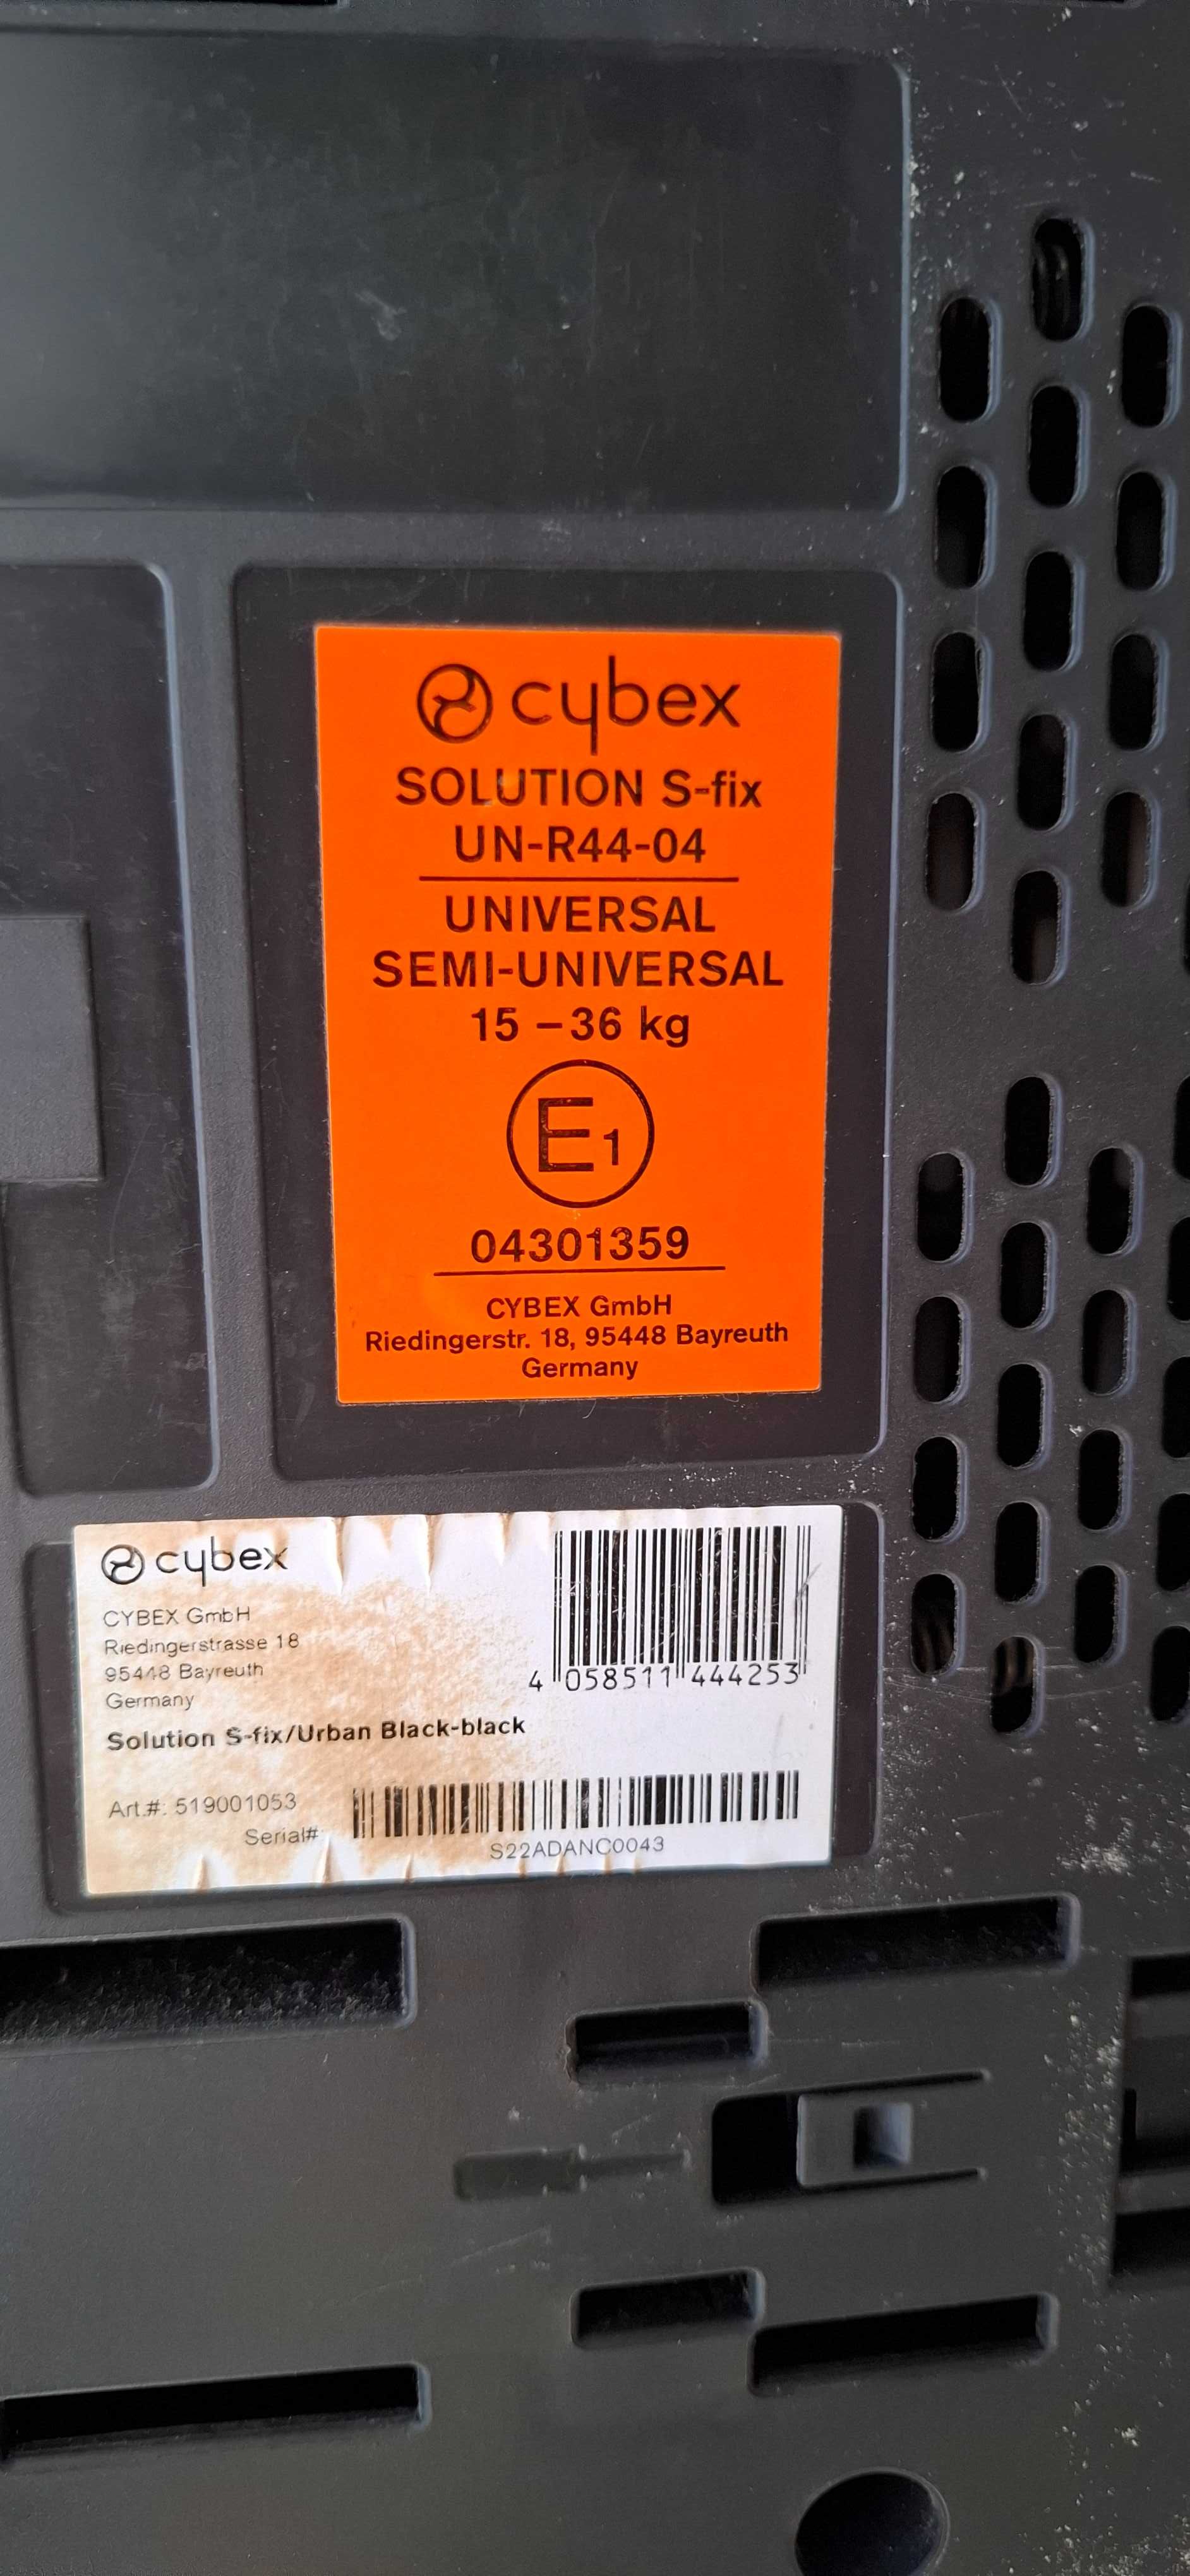 cybex
SOLUTION S-fix
UN-R44-04
UNIVERSAL
SEMI-UNIVERSAL
15 – 36 kg
E1
04301359
CYBEX GmbH
Riedingerstr. 18, 95448 Bayreuth
Germany
cybex
CYBEX GmbH
Riedingerstrasse 18
95448 Bayreuth
Germany
4 058511 444253
Solution S-fix/Urban Black-black
Art.#: 519001053
Serial#
S22ADANC0043